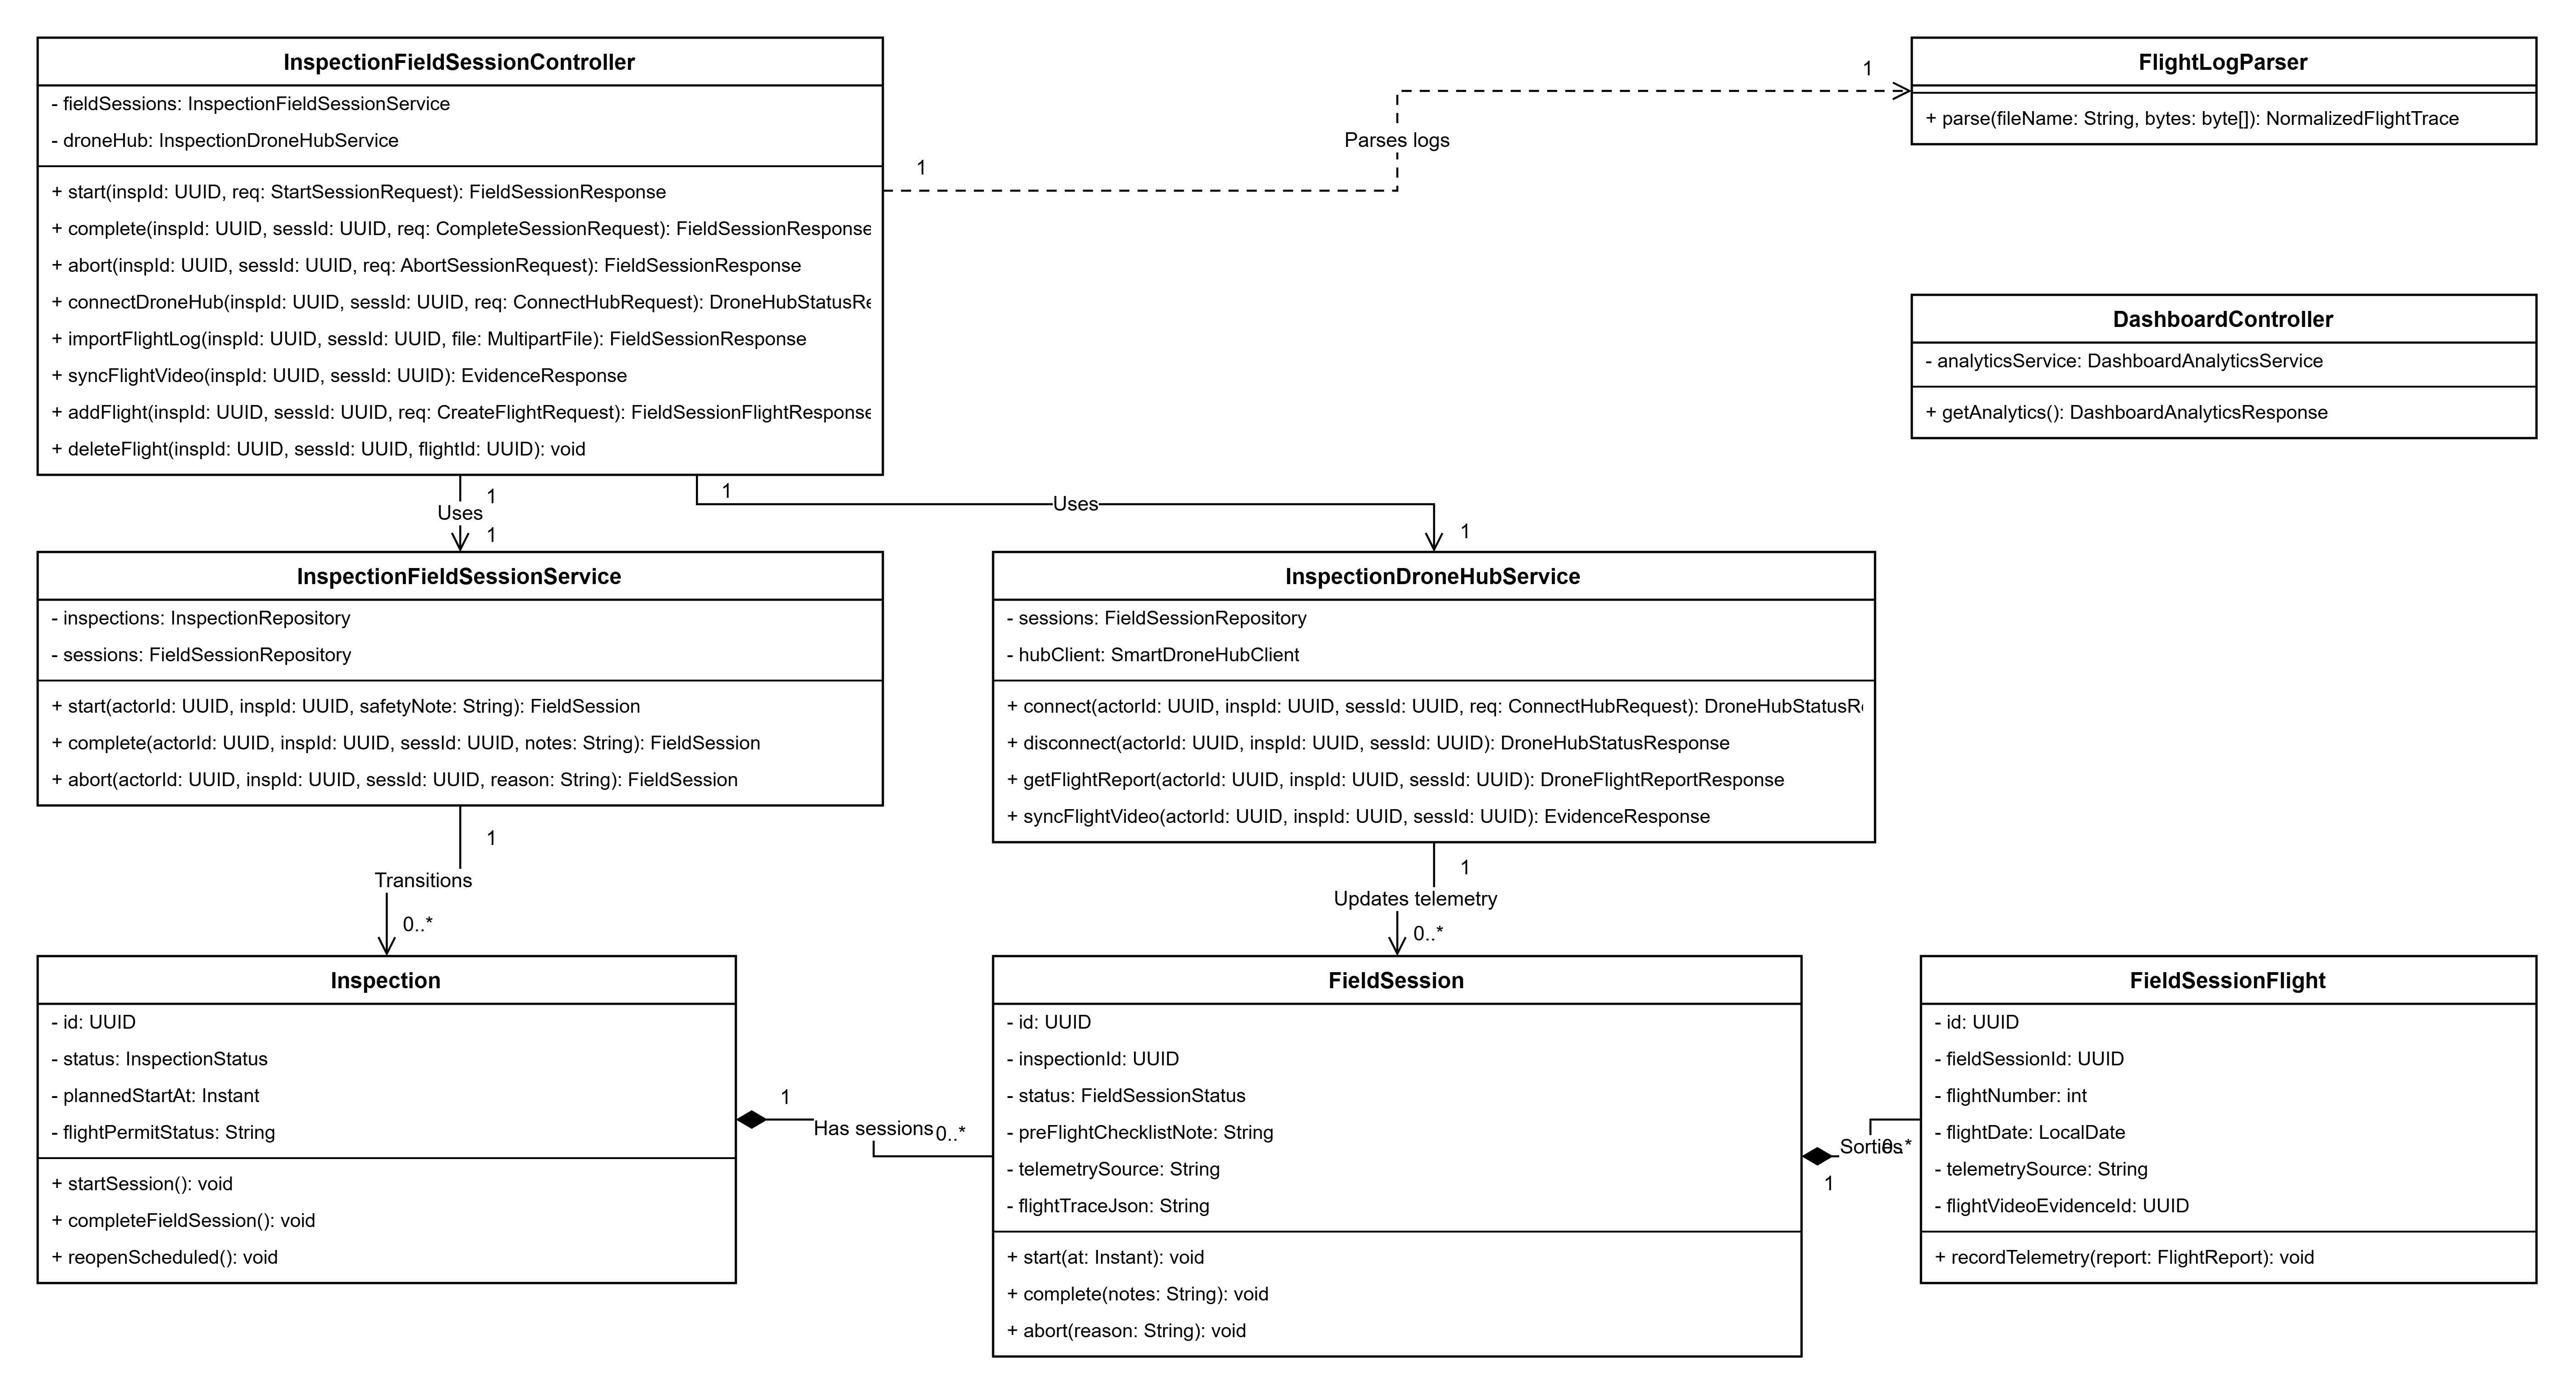 InspectionFieldSessionController
- fieldSessions: InspectionFieldSessionService
- droneHub: InspectionDroneHubService
+ start(inspId: UUID, req: StartSessionRequest): FieldSessionResponse
+ complete(inspId: UUID, sessId: UUID, req: CompleteSessionRequest): FieldSessionResponse
+ abort(inspId: UUID, sessId: UUID, req: AbortSessionRequest): FieldSessionResponse
+ connectDroneHub(inspId: UUID, sessId: UUID, req: ConnectHubRequest): DroneHubStatusRe
+ importFlightLog(inspId: UUID, sessId: UUID, file: MultipartFile): FieldSessionResponse
+ syncFlightVideo(inspId: UUID, sessId: UUID): EvidenceResponse
+ addFlight(inspId: UUID, sessId: UUID, req: CreateFlightRequest): FieldSessionFlightResponse
+ deleteFlight(inspId: UUID, sessId: UUID, flightId: UUID): void
1
Parses logs
1
FlightLogParser
+ parse(fileName: String, bytes: byte[]): NormalizedFlightTrace
DashboardController
- analyticsService: DashboardAnalyticsService
+ getAnalytics(): DashboardAnalyticsResponse
1
Uses
1
1
Uses
1
InspectionFieldSessionService
- inspections: InspectionRepository
- sessions: FieldSessionRepository
+ start(actorId: UUID, inspId: UUID, safetyNote: String): FieldSession
+ complete(actorId: UUID, inspId: UUID, sessId: UUID, notes: String): FieldSession
+ abort(actorId: UUID, inspId: UUID, sessId: UUID, reason: String): FieldSession
InspectionDroneHubService
- sessions: FieldSessionRepository
- hubClient: SmartDroneHubClient
+ connect(actorId: UUID, inspId: UUID, sessId: UUID, req: ConnectHubRequest): DroneHubStatusR
+ disconnect(actorId: UUID, inspId: UUID, sessId: UUID): DroneHubStatusResponse
+ getFlightReport(actorId: UUID, inspId: UUID, sessId: UUID): DroneFlightReportResponse
+ syncFlightVideo(actorId: UUID, inspId: UUID, sessId: UUID): EvidenceResponse
1
Transitions
0..*
1
Updates telemetry
0..*
Inspection
- id: UUID
- status: InspectionStatus
- plannedStartAt: Instant
- flightPermitStatus: String
+ startSession(): void
+ completeFieldSession(): void
+ reopenScheduled(): void
1
Has sessions
0..*
FieldSession
- id: UUID
- inspectionId: UUID
- status: FieldSessionStatus
- preFlightChecklistNote: String
- telemetrySource: String
- flightTraceJson: String
+ start(at: Instant): void
+ complete(notes: String): void
+ abort(reason: String): void
Sorties
0..*
1
FieldSessionFlight
- id: UUID
- fieldSessionId: UUID
- flightNumber: int
- flightDate: LocalDate
- telemetrySource: String
- flightVideoEvidenceId: UUID
+ recordTelemetry(report: FlightReport): void